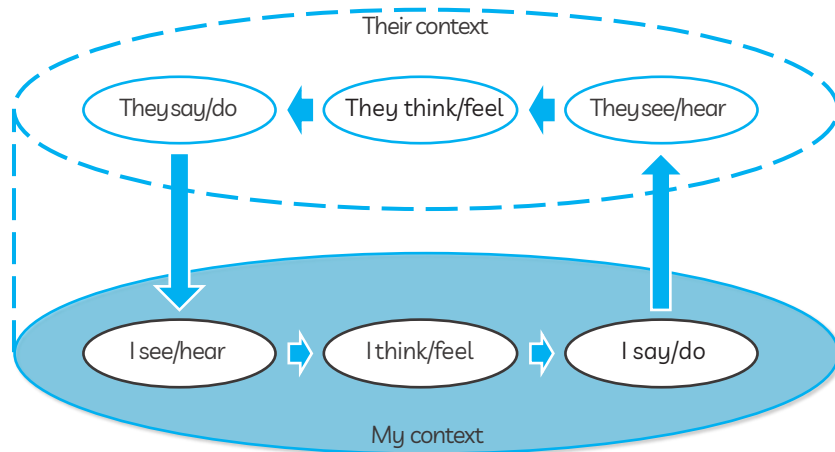 Their context
They say/do
They think/feel
They see/hear
I see/hear
I think/feel
I say/do
My context